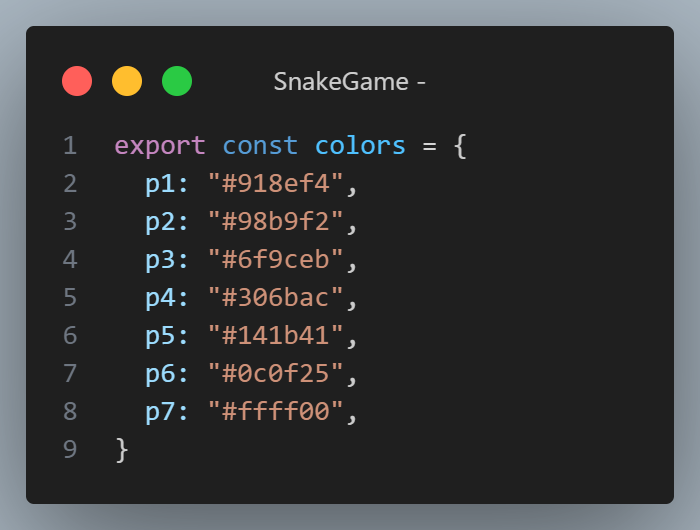 SnakeGame -
1 export const colors = {
2   p1: "#918ef4",
3   p2: "#98b9f2",
4   p3: "#6f9ceb",
5   p4: "#306bac",
6   p5: "#141b41",
7   p6: "#0c0f25",
8   p7: "#ffff00",
9 }